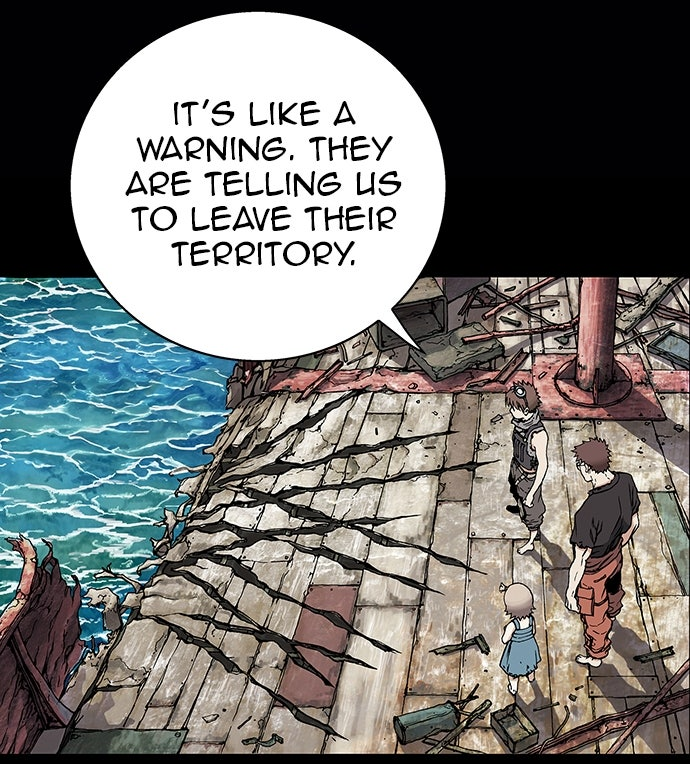 IT'S LIKE A
WARNING. THEY
ARE TELLING US
TO LEAVE THEIR
TERRITORY.